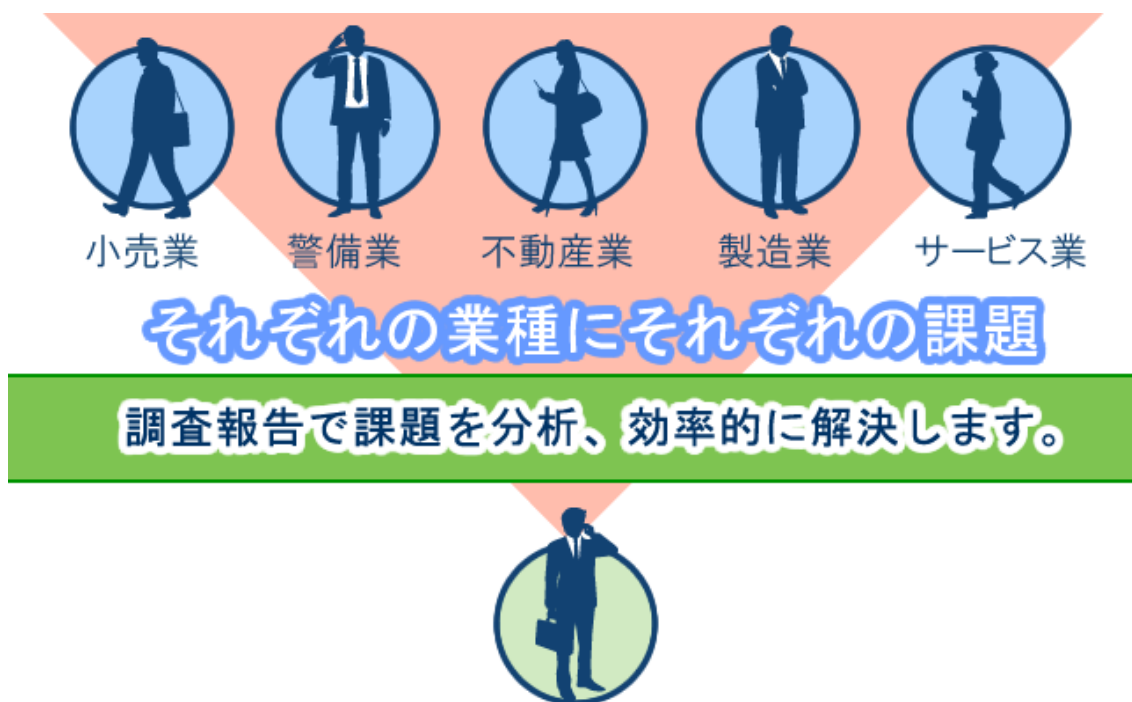 小売業 警備業 不動産業 製造業 サービス業
それぞれの業種にそれぞれの課題
調査報告で課題を分析、効率的に解決します。